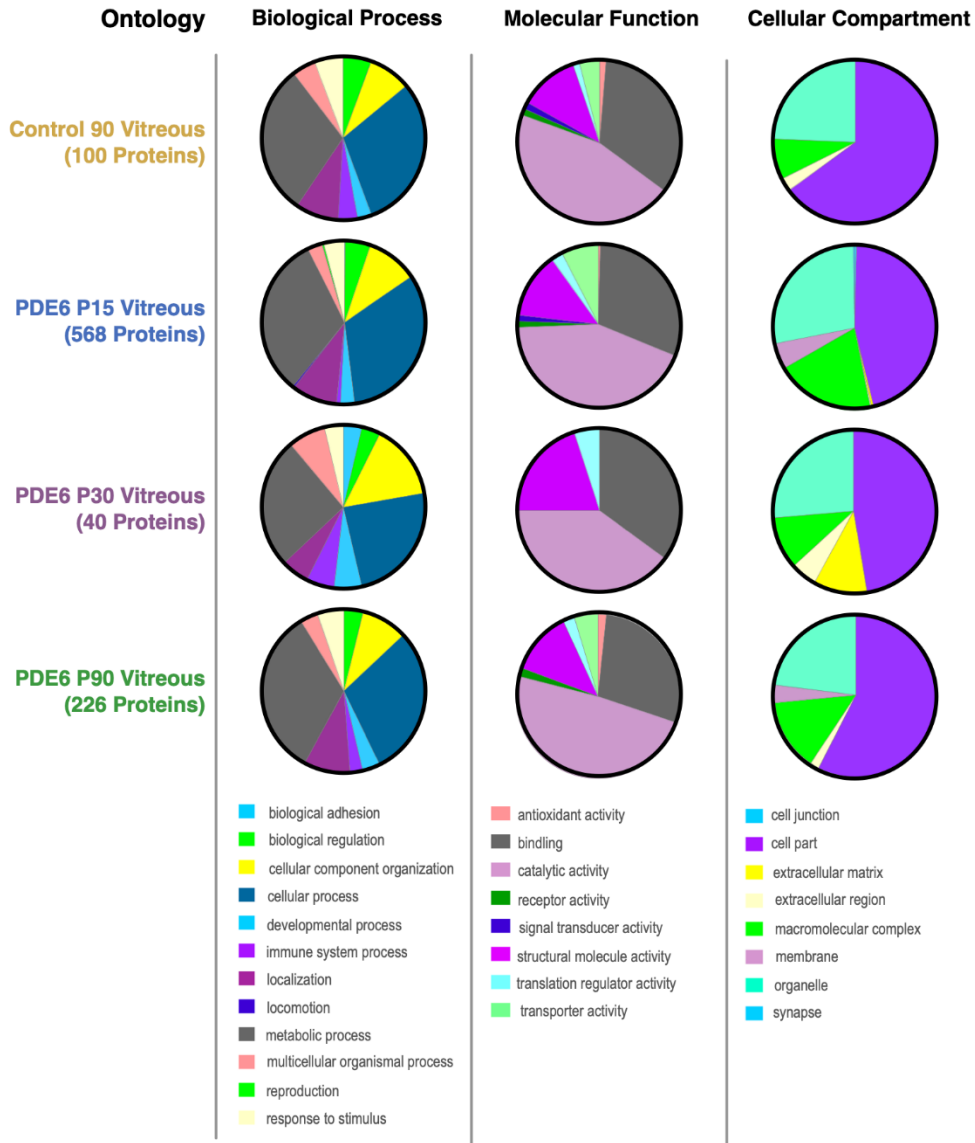 Ontology
Biological Process
Molecular Function
Cellular Compartment
Control 90 Vitreous
(100 Proteins)
PDE6 P15 Vitreous
(568 Proteins)
PDE6 P30 Vitreous
(40 Proteins)
PDE6 P90 Vitreous
(226 Proteins)
biological adhesion
biological regulation
cellular component organization
cellular process
developmental process
immune system process
localization
locomotion
metabolic process
multicellular organismal process
reproduction
response to stimulus
antioxidant activity
bindling
catalytic activity
receptor activity
signal transducer activity
structural molecule activity
translation regulator activity
transporter activity
cell junction
cell part
extracellular matrix
extracellular region
macromolecular complex
membrane
organelle
synapse